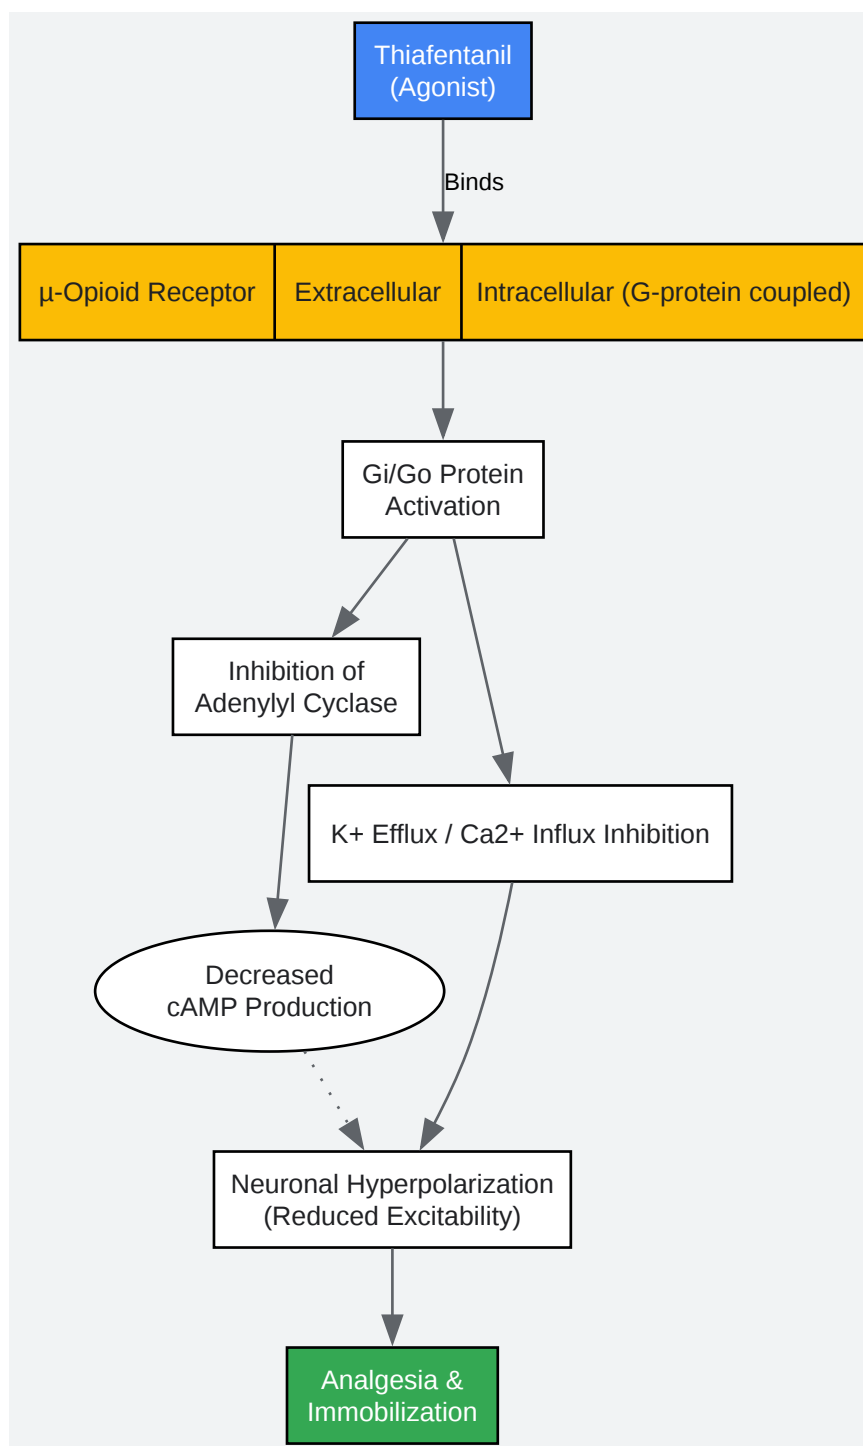 Thiafentanil
(Agonist)
Binds
µ-Opioid Receptor
Extracellular
Intracellular (G-protein coupled)
Gi/Go Protein
Activation
Inhibition of
Adenylyl Cyclase
K+ Efflux / Ca2+ Influx Inhibition
Decreased
cAMP Production
Neuronal Hyperpolarization
(Reduced Excitability)
Analgesia &
Immobilization